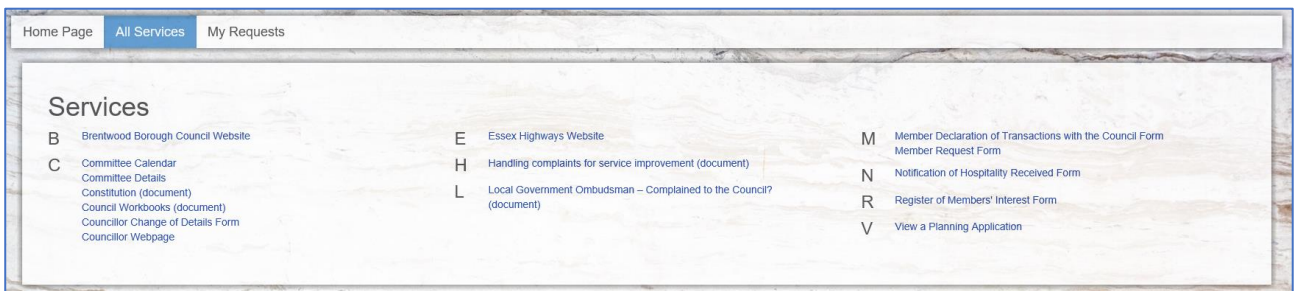 Home Page All Services My Requests
Services
B Brentwood Borough Council Website
C Committee Calendar
Committee Details
Constitution (document)
Council Workbooks (document)
Councillor Change of Details Form
Councillor Webpage
E Essex Highways Website
H Handling complaints for service improvement (document)
L Local Government Ombudsman – Complained to the Council?
(document)
M Member Declaration of Transactions with the Council Form
Member Request Form
N Notification of Hospitality Received Form
R Register of Members' Interest Form
V View a Planning Application